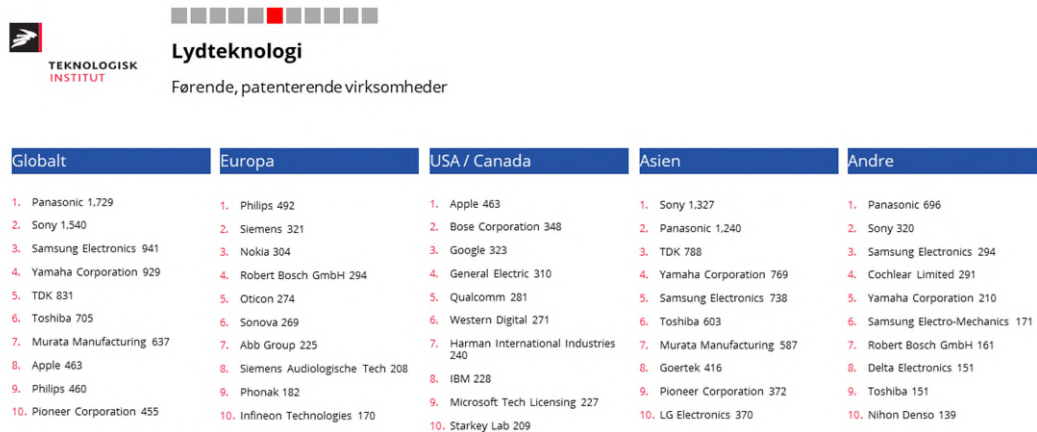 TEKNOLOGISK
INSTITUT
Lydteknologi
Førende, patenterende virksomheder
Globalt
1. Panasonic 1,729
2. Sony 1,540
3. Samsung Electronics 941
4. Yamaha Corporation 929
5. TDK 831
6. Toshiba 705
7. Murata Manufacturing 637
8. Apple 463
9. Philips 460
10. Pioneer Corporation 455
Europa
1. Philips 492
2. Siemens 321
3. Nokia 304
4. Robert Bosch GmbH 294
5. Oticon 274
6. Sonova 269
7. Abb Group 225
8. Siemens Audiologische Tech 208
9. Phonak 182
10. Infineon Technologies 170
USA / Canada
1. Apple 463
2. Bose Corporation 348
3. Google 323
4. General Electric 310
5. Qualcomm 281
6. Western Digital 271
7. Harman International Industries
240
8. IBM 228
9. Microsoft Tech Licensing 227
10. Starkey Lab 209
Asien
1. Sony 1,327
2. Panasonic 1,240
3. TDK 788
4. Yamaha Corporation 769
5. Samsung Electronics 738
6. Toshiba 603
7. Murata Manufacturing 587
8. Goertek 416
9. Pioneer Corporation 372
10. LG Electronics 370
Andre
1. Panasonic 696
2. Sony 320
3. Samsung Electronics 294
4. Cochlear Limited 291
5. Yamaha Corporation 210
6. Samsung Electro-Mechanics 171
7. Robert Bosch GmbH 161
8. Delta Electronics 151
9. Toshiba 151
10. Nihon Denso 139